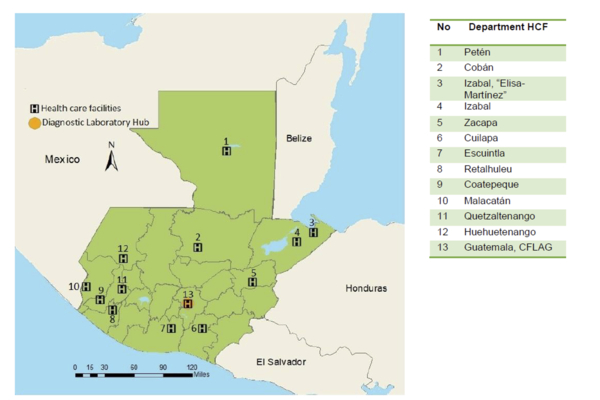 Health care facilities
Diagnostic Laboratory Hub
Mexico
N
Belize
1
2
3
4
5
12
11
10
9
8
13
7
6
Honduras
El Salvador
0 15 30 60 90 120
Miles
No Department HCF
1 Petén
2 Cobán
3 Izabal, "Elisa-
Martínez"
4 Izabal
5 Zacapa
6 Cuilapa
7 Escuintla
8 Retalhuleu
9 Coatepeque
10 Malacatán
11 Quetzaltenango
12 Huehuetenango
13 Guatemala, CFLAG